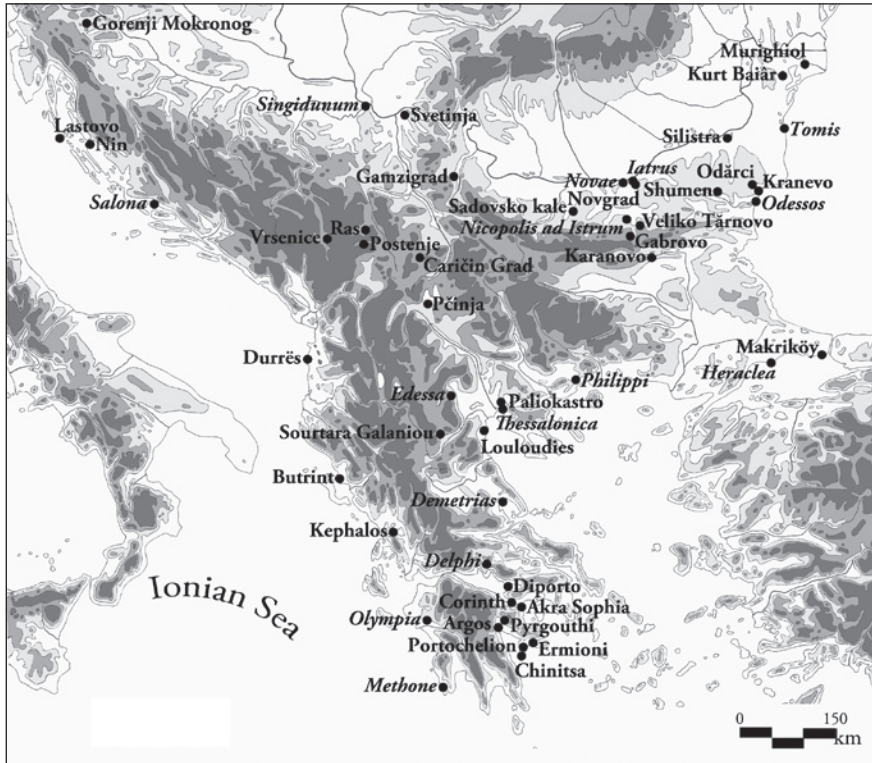 Gorenji Mokronog
Murighiol
Kurt Baiâr
Singidunum
Svetinja
Lastovo
Nin
Silistra
Tomis
Gamzigrad
Iatrus
Novae
Odărci
Shumen
Kranevo
Salona
Sadovsko kale
Novgrad
Odessos
Nicopolis ad Istrum
Veliko Tărnovo
Ras
Vrsenice
Postenje
Gabrovo
Caričin Grad
Karanovo
Pčinja
Durrës
Makriköy
Heraclea
Philippi
Edessa
Paliokastro
Thessalonica
Sourtara Galaniou
Louloudies
Butrint
Demetrias
Kephalos
Delphi
Ionian Sea
Diporto
Corinth
Akra Sophia
Olympia
Argos
Pyrgouthi
Portochelion
Ermioni
Chinitsa
Methone
0 150
km